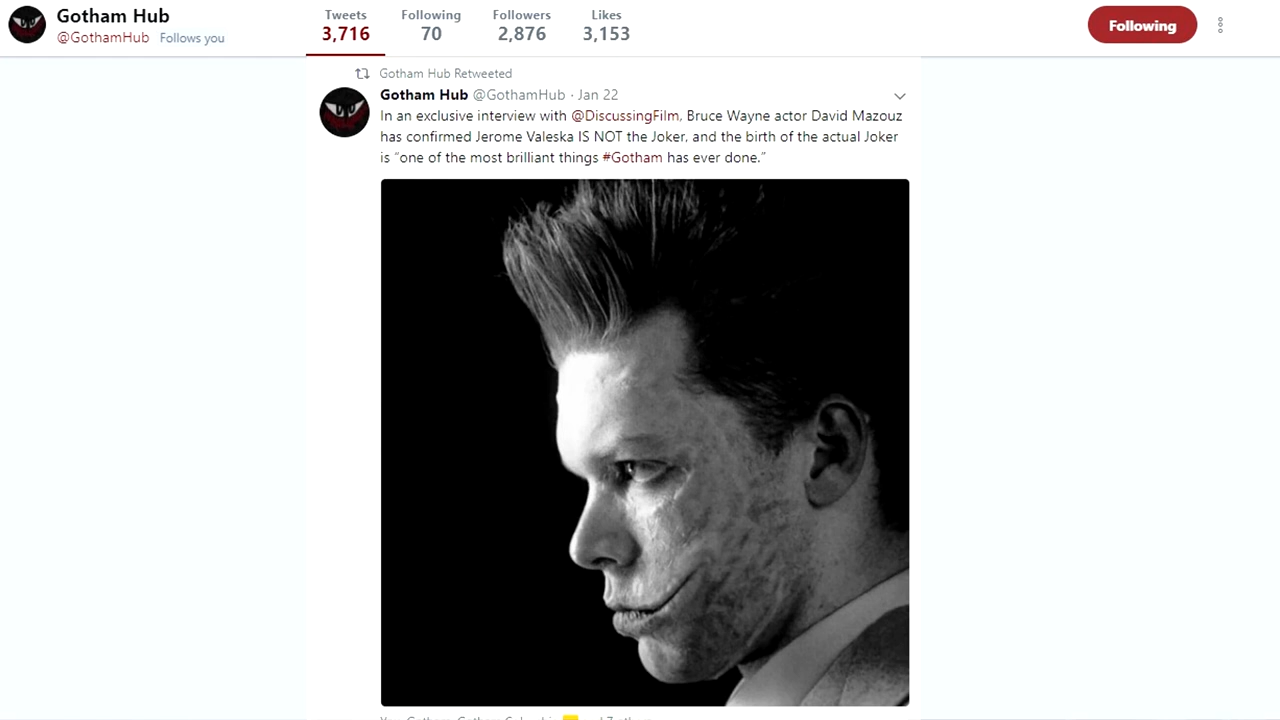 Gotham Hub
@GothamHub Follows you
Tweets
3,716
Following
70
Followers
2,876
Likes
3,153
Following
Gotham Hub Retweeted
Gotham Hub @GothamHub · Jan 22
In an exclusive interview with @DiscussingFilm, Bruce Wayne actor David Mazouz
has confirmed Jerome Valeska IS NOT the Joker, and the birth of the actual Joker
is “one of the most brilliant things #Gotham has ever done.”